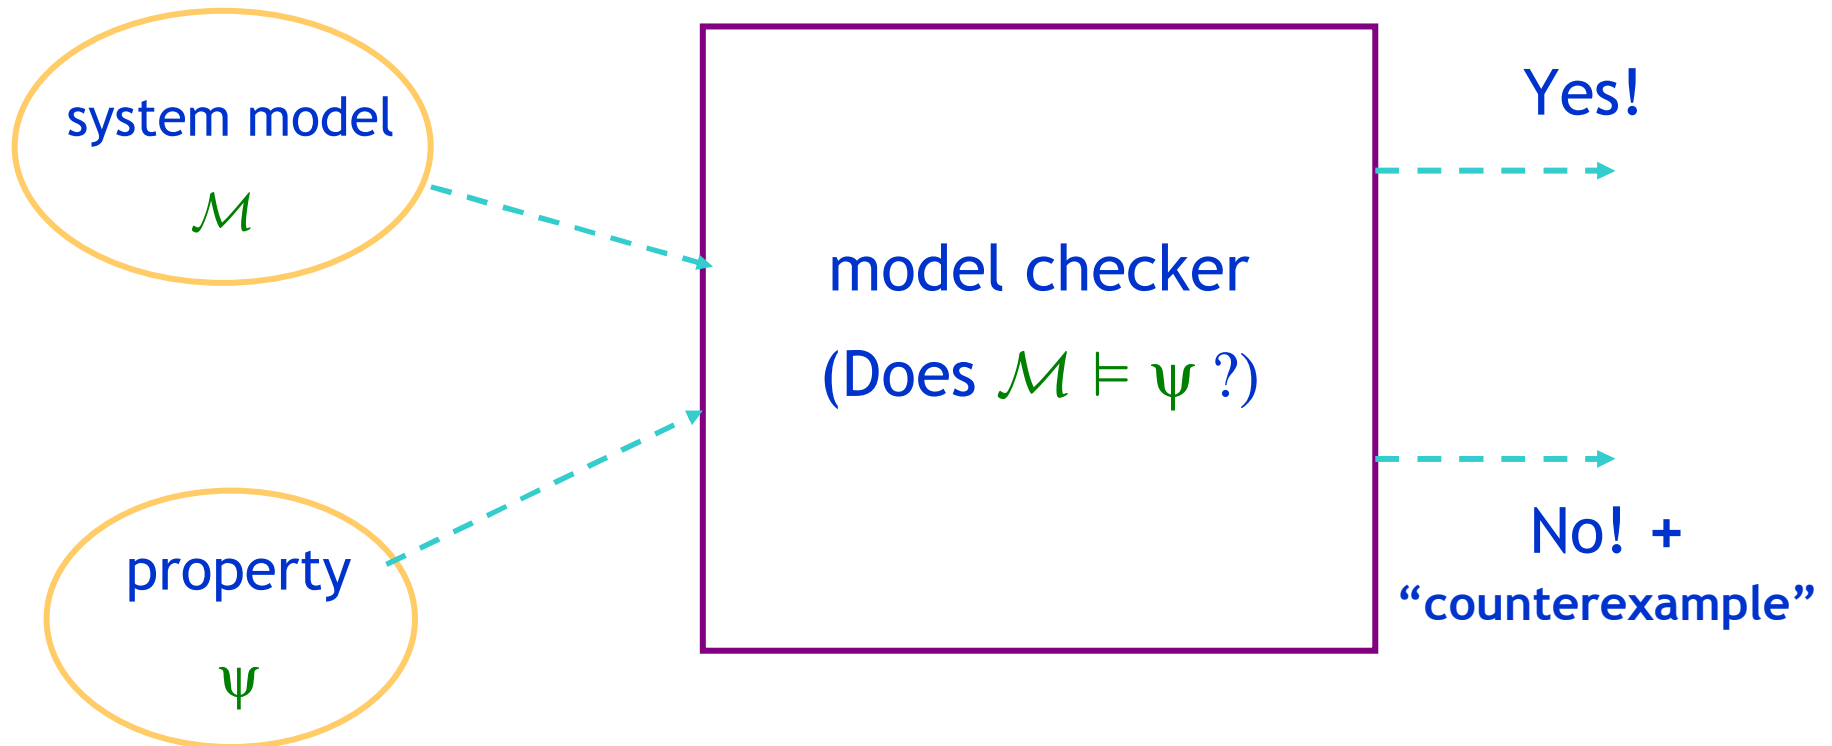 system model
ℳ
property
ψ
model checker
(Does ℳ ⊨ ψ ?)
Yes!
No! +
“counterexample”